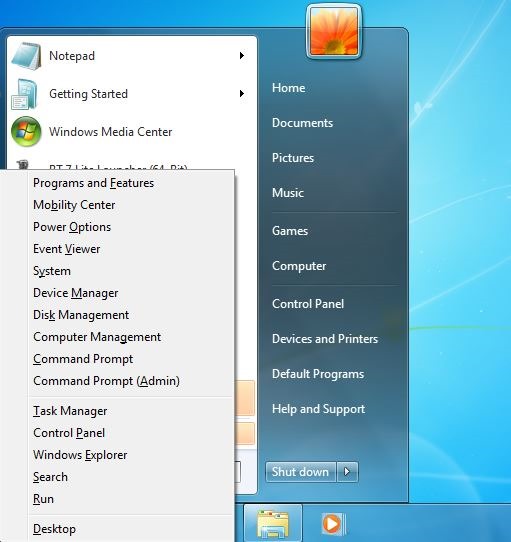 Notepad
Getting Started
Windows Media Center
RT 7 Lite Launcher (64-Bit)
Programs and Features
Mobility Center
Power Options
Event Viewer
System
Device Manager
Disk Management
Computer Management
Command Prompt
Command Prompt (Admin)
Task Manager
Control Panel
Windows Explorer
Search
Run
Desktop
Home
Documents
Pictures
Music
Games
Computer
Control Panel
Devices and Printers
Default Programs
Help and Support
Shut down